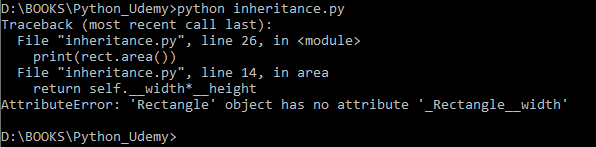 D:\BOOKS\Python_Udemy>python inheritance.py
Traceback (most recent call last):
  File "inheritance.py", line 26, in <module>
    print(rect.area())
  File "inheritance.py", line 14, in area
    return self.__width*__height
AttributeError: 'Rectangle' object has no attribute '_Rectangle__width'
D:\BOOKS\Python_Udemy>